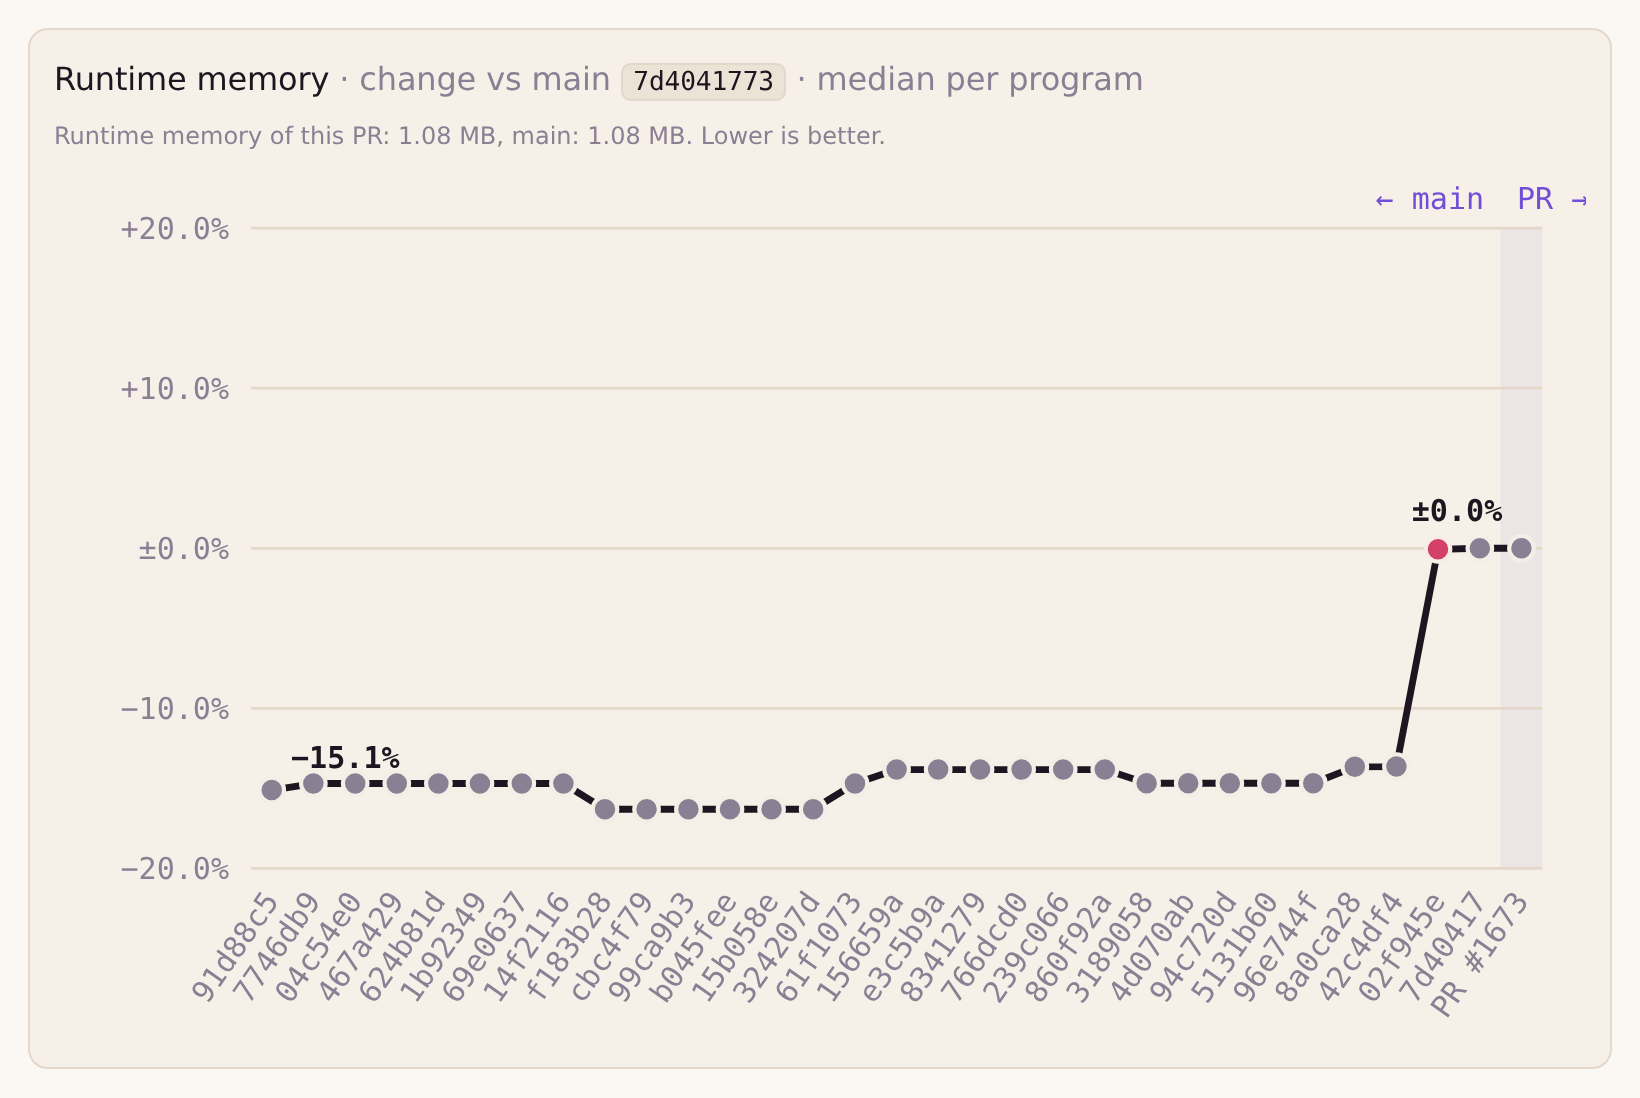 Runtime memory · change vs main 7d4041773 · median per program
Runtime memory of this PR: 1.08 MB, main: 1.08 MB. Lower is better.
← main PR →
+20.0%
+10.0%
±0.0%
±0.0%
−10.0%
−15.1%
−20.0%
91d88c5
7746db9
04c54e0
467a429
624b81d
1b92349
69e0637
14f2116
f183b28
cbc4f79
99ca9b3
b045fee
15b058e
324207d
61f1073
156659a
e3c5b9a
8341279
766dcd0
239c066
860f92a
3189058
4d070ab
94c720d
5131b60
96e744f
8a0ca28
42c4df4
02f945e
7d40417
PR #1673